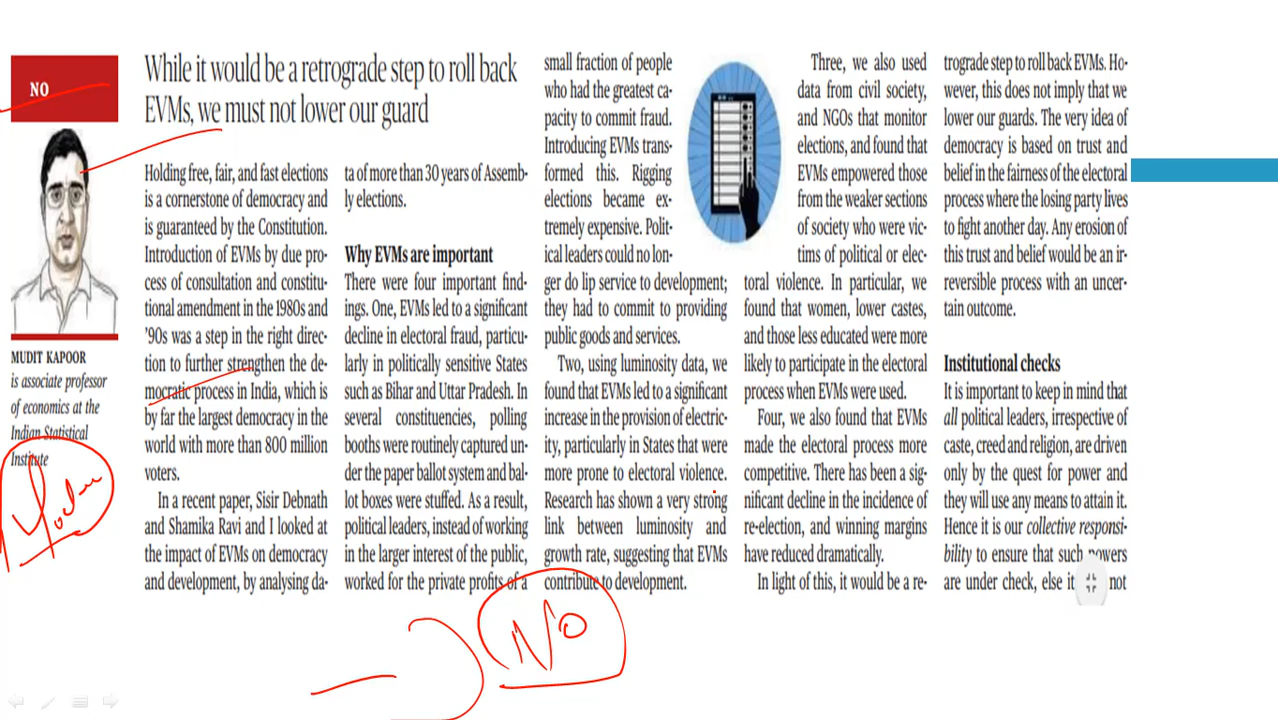 NO
MUDIT KAPOOR
is associate professor
of economics at the
Indian Statistical
Institute
While it would be a retrograde step to roll back
EVMs, we must not lower our guard
Holding free, fair, and fast elections
is a cornerstone of democracy and
is guaranteed by the Constitution.
Introduction of EVMs by due pro-
cess of consultation and constitu-
tional amendment in the 1980s and
’90s was a step in the right direc-
tion to further strengthen the de-
mocratic process in India, which is
by far the largest democracy in the
world with more than 800 million
voters.
In a recent paper, Sisir Debnath
and Shamika Ravi and I looked at
the impact of EVMs on democracy
and development, by analysing da-
ta of more than 30 years of Assemb-
ly elections.
Why EVMs are important
There were four important find-
ings. One, EVMs led to a significant
decline in electoral fraud, particu-
larly in politically sensitive States
such as Bihar and Uttar Pradesh. In
several constituencies, polling
booths were routinely captured un-
der the paper ballot system and bal-
lot boxes were stuffed. As a result,
political leaders, instead of working
in the larger interest of the public,
worked for the private profits of a
small fraction of people
who had the greatest ca-
pacity to commit fraud.
Introducing EVMs trans-
formed this. Rigging
elections became ex-
tremely expensive. Polit-
ical leaders could no lon-
ger do lip service to development;
they had to commit to providing
public goods and services.
Two, using luminosity data, we
found that EVMs led to a significant
increase in the provision of electric-
ity, particularly in States that were
more prone to electoral violence.
Research has shown a very strong
link between luminosity and
growth rate, suggesting that EVMs
contribute to development.
Three, we also used
data from civil society,
and NGOs that monitor
elections, and found that
EVMs empowered those
from the weaker sections
of society who were vic-
tims of political or elec-
toral violence. In particular, we
found that women, lower castes,
and those less educated were more
likely to participate in the electoral
process when EVMs were used.
Four, we also found that EVMs
made the electoral process more
competitive. There has been a sig-
nificant decline in the incidence of
re-election, and winning margins
have reduced dramatically.
In light of this, it would be a re-
trograde step to roll back EVMs. Ho-
wever, this does not imply that we
lower our guards. The very idea of
democracy is based on trust and
belief in the fairness of the electoral
process where the losing party lives
to fight another day. Any erosion of
this trust and belief would be an ir-
reversible process with an uncer-
tain outcome.
Institutional checks
It is important to keep in mind that
all political leaders, irrespective of
caste, creed and religion, are driven
only by the quest for power and
they will use any means to attain it.
Hence it is our collective responsi-
bility to ensure that such powers
are under check, else it not
No